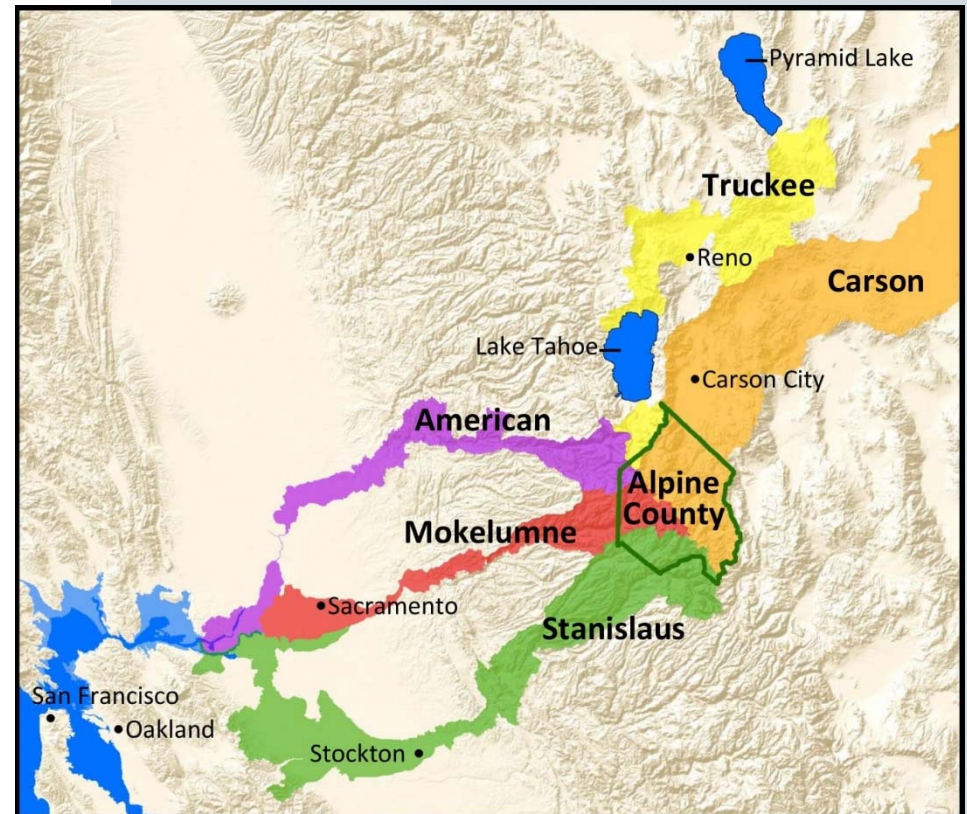 Pyramid Lake
Truckee
Reno
Carson
Lake Tahoe
Carson City
American
Alpine
County
Mokelumne
Sacramento
Stanislaus
San Francisco
Oakland
Stockton